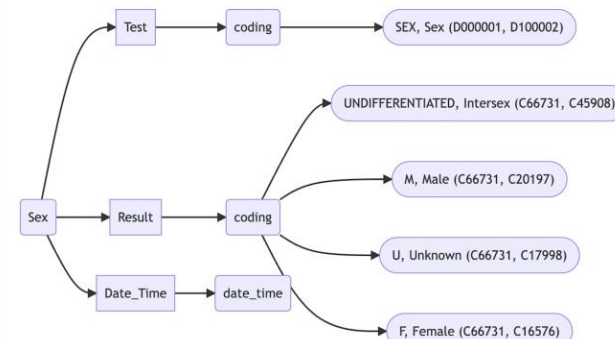 Test
coding
SEX, Sex (D000001, D100002)
UNDIFFERENTIATED, Intersex (C66731, C45908)
M, Male (C66731, C20197)
Sex
Result
coding
U, Unknown (C66731, C17998)
Date_Time
date_time
F, Female (C66731, C16576)